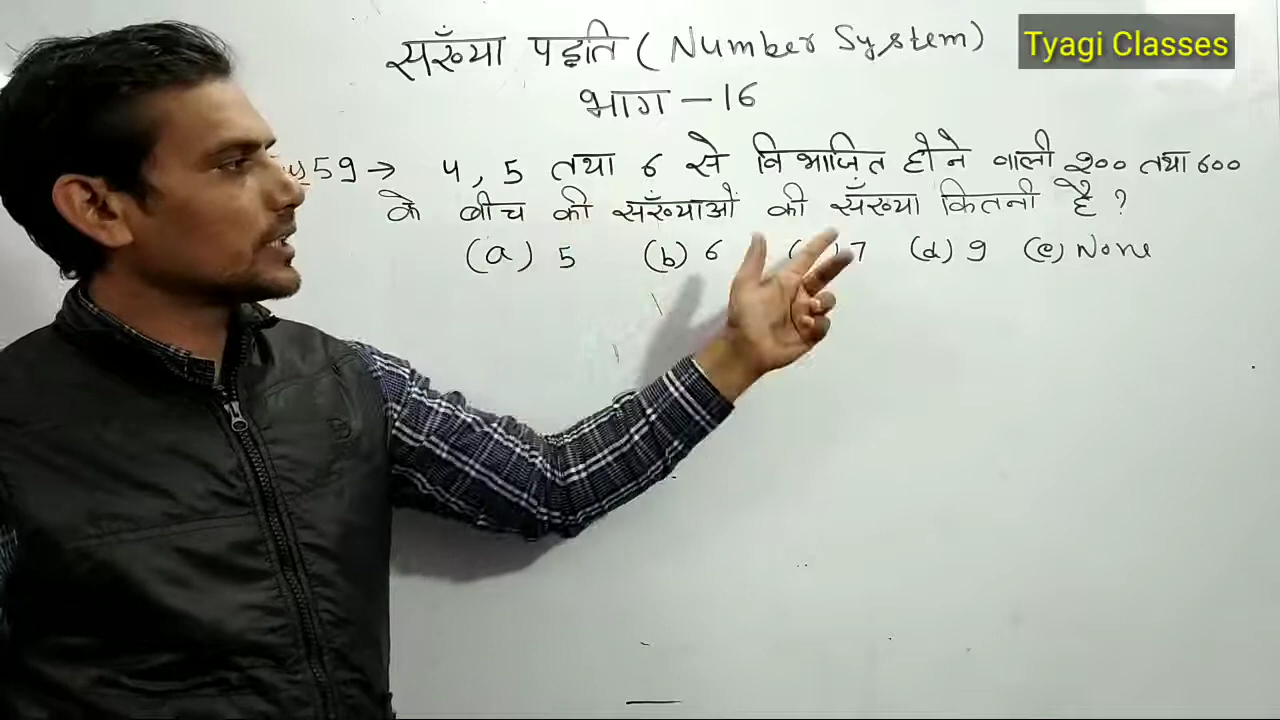 सँख्या पद्धति ( Number System)
Tyagi Classes
भाग - 16
59 → 4, 5 तथा 6 से विभाजित होने वाली 200 तथा 600
के बीच की सँख्याओं की सँख्या कितनी है ?
(a) 5 (b) 6 ( ) 7 (d) 9 (e) None